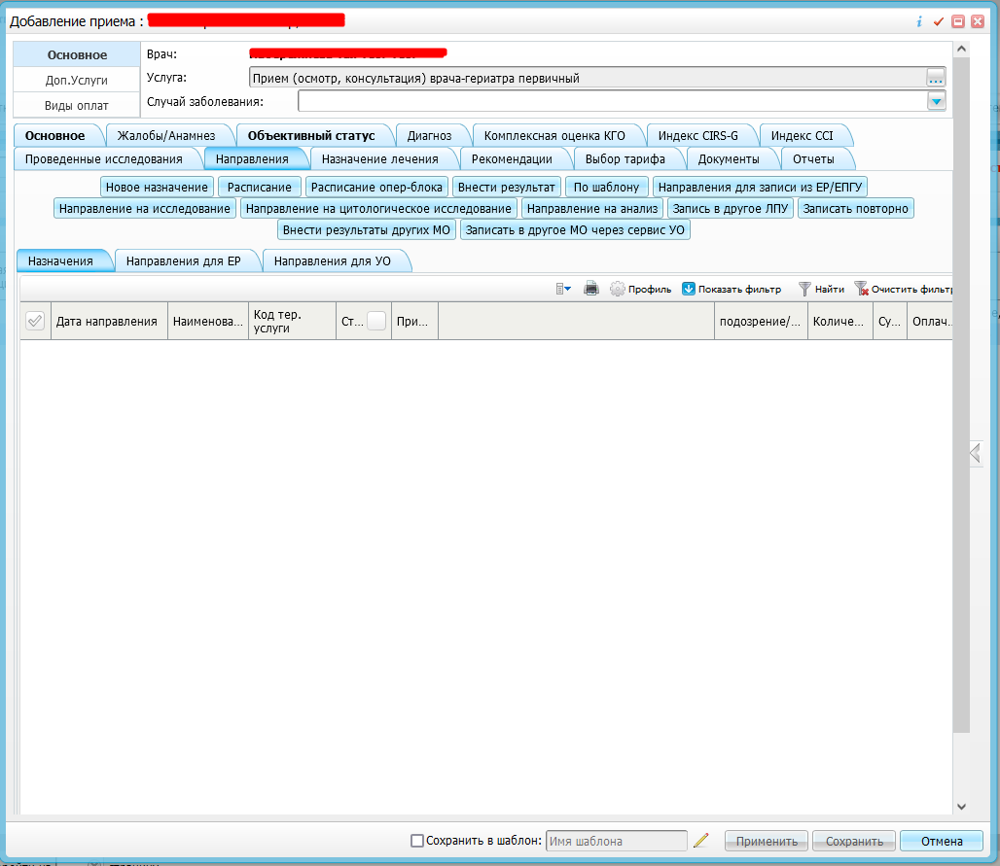 Добавление приема :
Основное
Доп.Услуги
Виды оплат
Врач:
Услуга: Прием (осмотр, консультация) врача-гериатра первичный ...
Случай заболевания:
Основное Жалобы/Анамнез Объективный статус Диагноз Комплексная оценка КГО Индекс CIRS-G Индекс CCI
Проведенные исследования Направления Назначение лечения Рекомендации Выбор тарифа Документы Отчеты
Новое назначение Расписание Расписание опер-блока Внести результат По шаблону Направления для записи из ЕР/ЕПГУ
Направление на исследование Направление на цитологическое исследование Направление на анализ Запись в другое ЛПУ Записать повторно
Внести результаты других МО Записать в другое МО через сервис УО
Назначения Направления для ЕР Направления для УО
Профиль Показать фильтр Найти Очистить фильтр
Дата направления Наименова... Код тер. услуги Ст... При... подозрение/... Количе... Су... Оплач...
Сохранить в шаблон: Имя шаблона Применить Сохранить Отмена